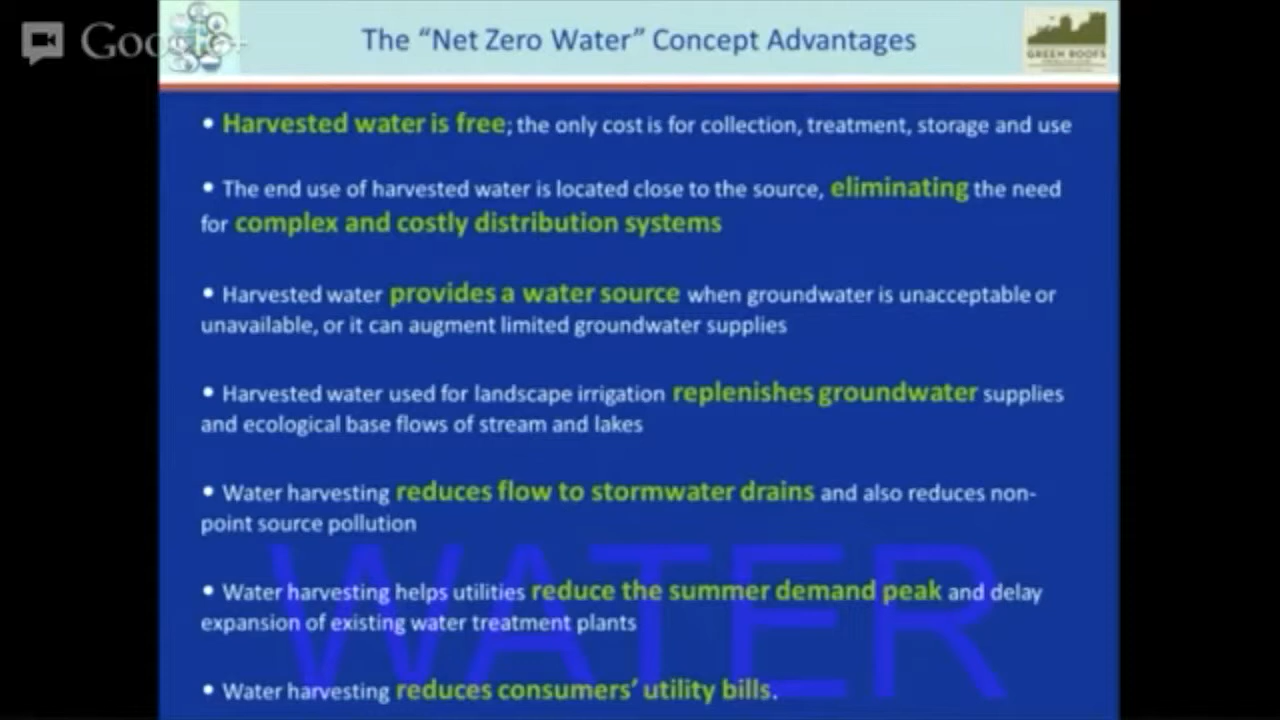 Google+
The “Net Zero Water” Concept Advantages
GREEN ROOFS
• Harvested water is free; the only cost is for collection, treatment, storage and use
• The end use of harvested water is located close to the source, eliminating the need
for complex and costly distribution systems
• Harvested water provides a water source when groundwater is unacceptable or
unavailable, or it can augment limited groundwater supplies
• Harvested water used for landscape irrigation replenishes groundwater supplies
and ecological base flows of stream and lakes
• Water harvesting reduces flow to stormwater drains and also reduces non-
point source pollution
• Water harvesting helps utilities reduce the summer demand peak and delay
expansion of existing water treatment plants
• Water harvesting reduces consumers’ utility bills.
WATER